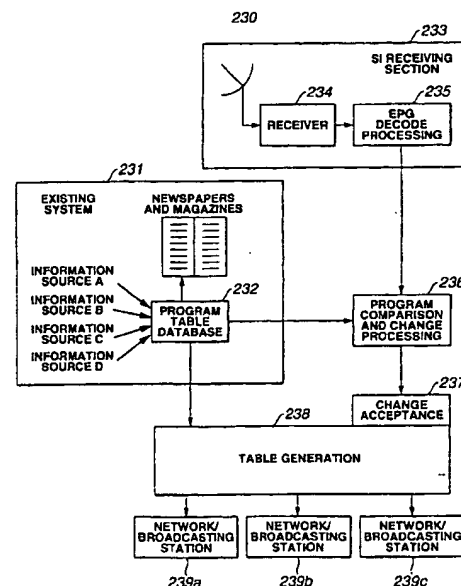 230
233
SI RECEIVING
SECTION
234
235
RECEIVER
EPG
DECODE
PROCESSING
231
EXISTING
SYSTEM
NEWSPAPERS
AND MAGAZINES
INFORMATION
SOURCE A
INFORMATION
SOURCE B
INFORMATION
SOURCE C
INFORMATION
SOURCE D
232
PROGRAM
TABLE
DATABASE
236
PROGRAM
COMPARISON
AND CHANGE
PROCESSING
237
CHANGE
ACCEPTANCE
238
TABLE GENERATION
NETWORK/
BROADCASTING
STATION
NETWORK/
BROADCASTING
STATION
NETWORK/
BROADCASTING
STATION
239a
239b
239c